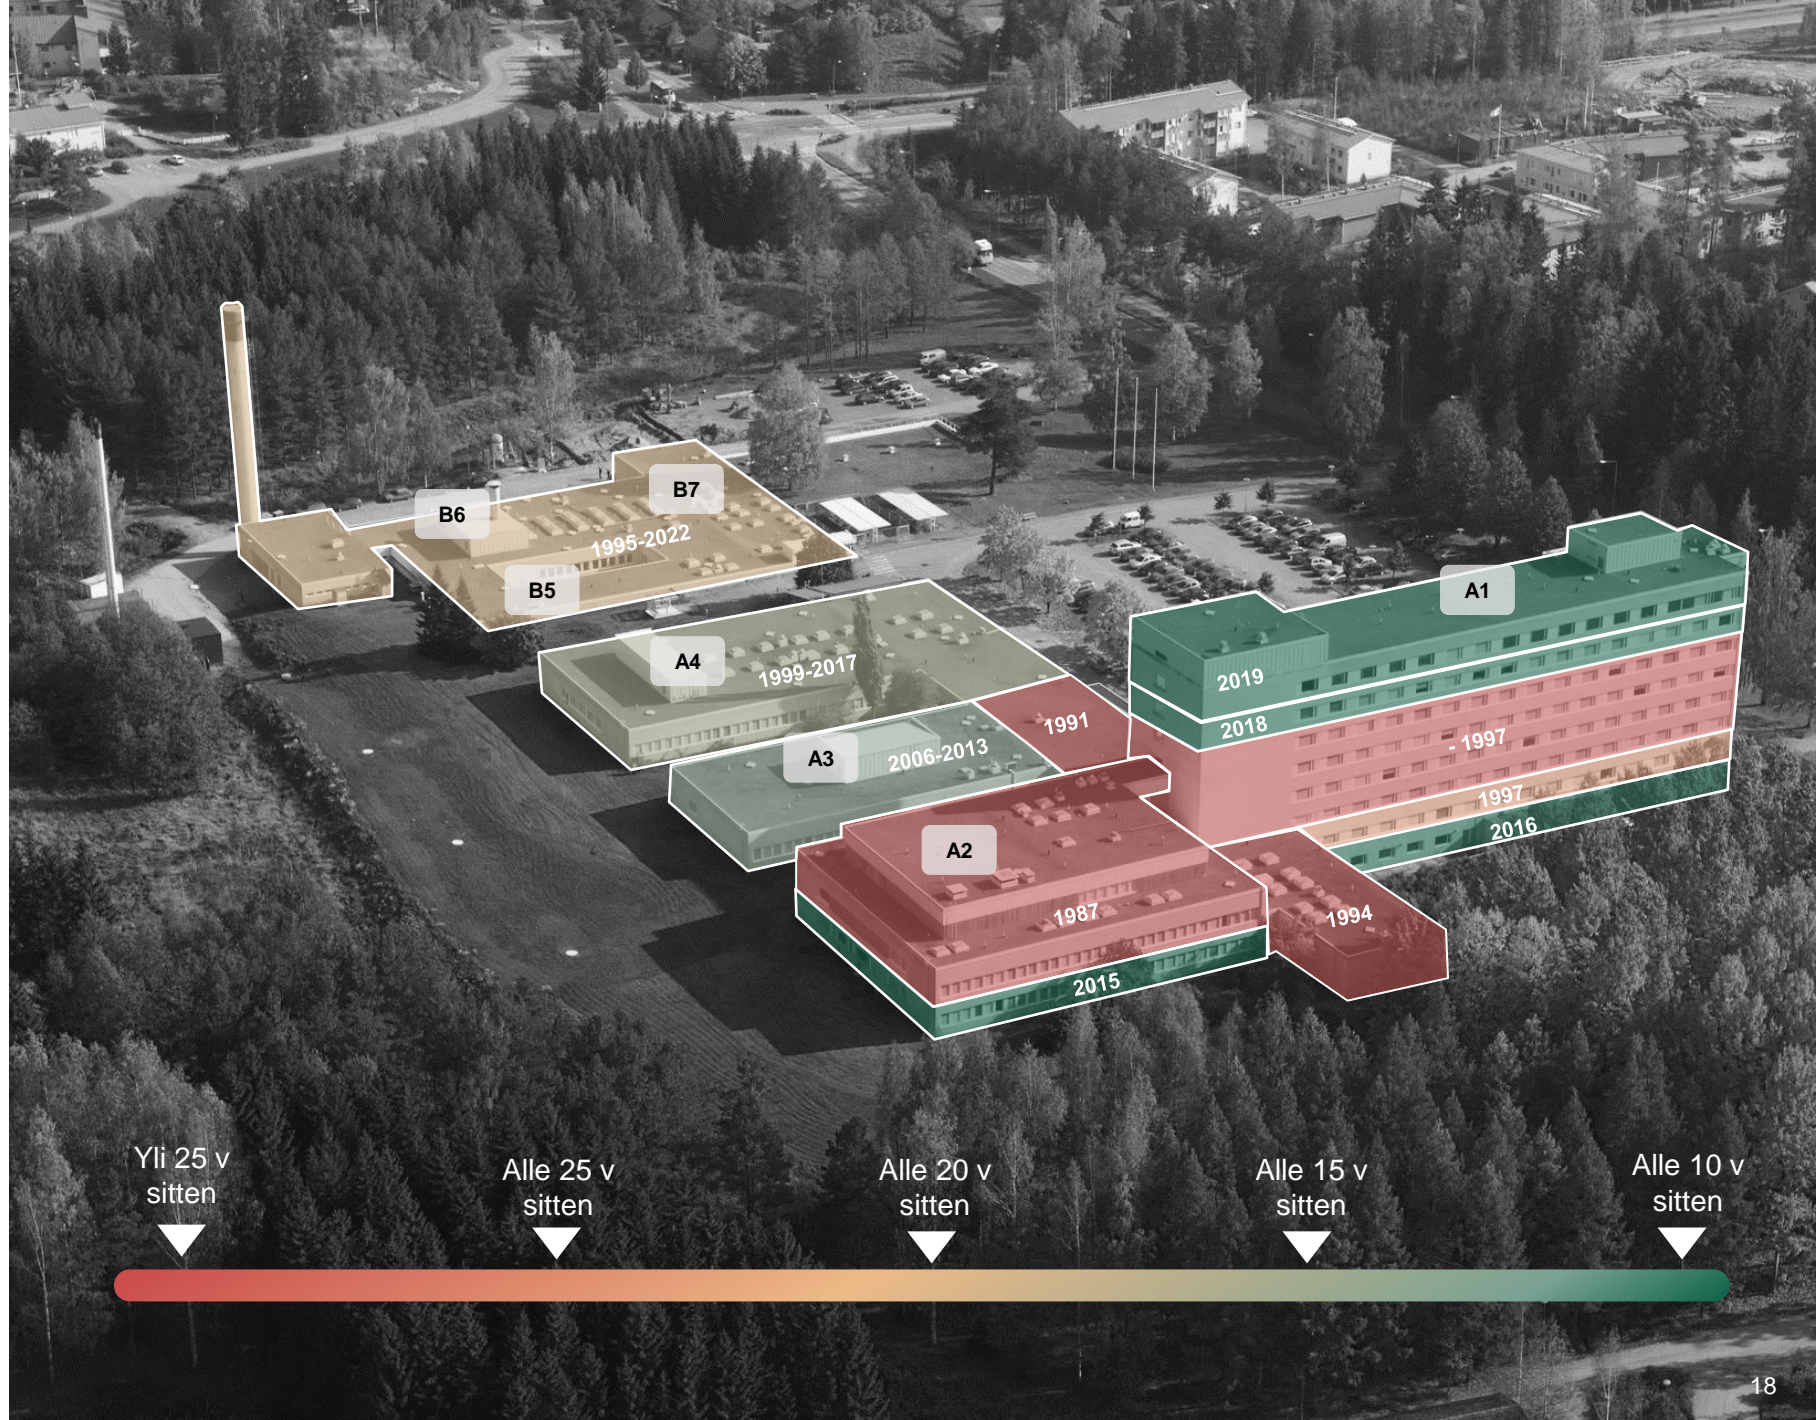 B7
B6
1995-2022
B5
A1
A4
1999-2017
2019
1991
2018
A3
2006-2013
- 1997
1997
2016
A2
1987
1994
2015
Yli 25 v
sitten
Alle 25 v
sitten
Alle 20 v
sitten
Alle 15 v
sitten
Alle 10 v
sitten
18